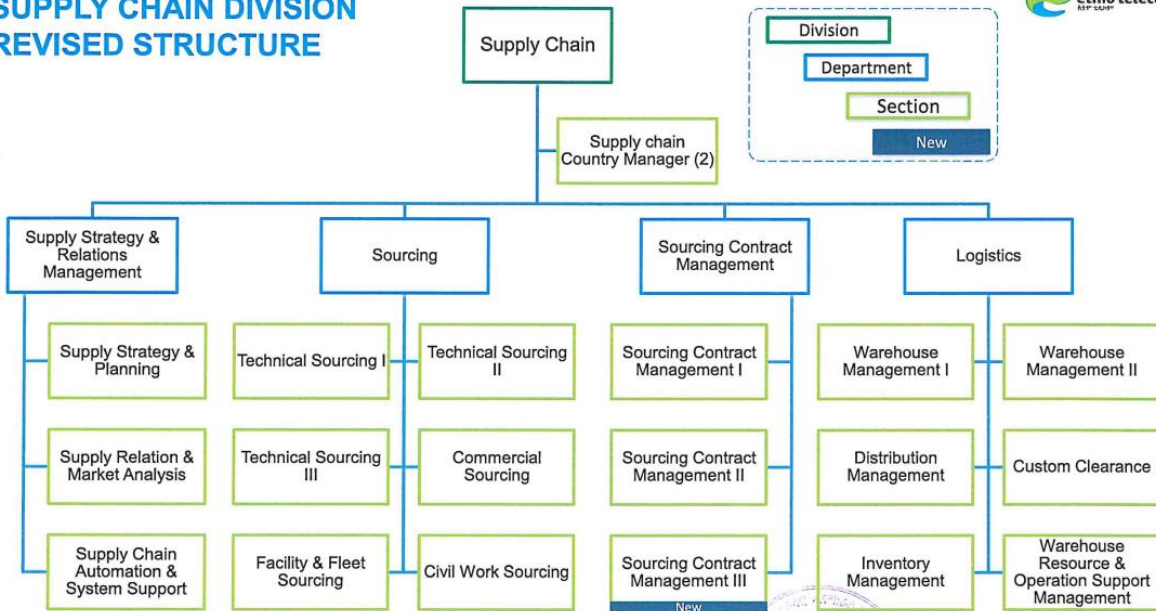 SUPPLY CHAIN DIVISION
REVISED STRUCTURE
Supply Chain
Division
Department
Section
New
Supply chain
Country Manager (2)
Supply Strategy &
Relations
Management
Sourcing
Sourcing Contract
Management
Logistics
Supply Strategy &
Planning
Technical Sourcing I
Technical Sourcing
II
Sourcing Contract
Management I
Warehouse
Management I
Warehouse
Management II
Supply Relation &
Market Analysis
Technical Sourcing
III
Commercial
Sourcing
Sourcing Contract
Management II
Distribution
Management
Custom Clearance
Supply Chain
Automation &
System Support
Facility & Fleet
Sourcing
Civil Work Sourcing
Sourcing Contract
Management III
New
Inventory
Management
Warehouse
Resource &
Operation Support
Management